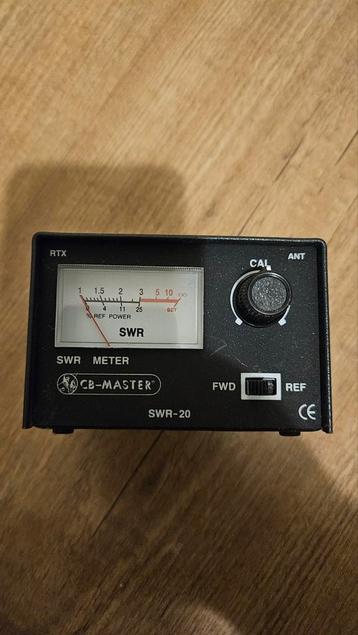 RTX
CAL
ANT
1 1.5 2 3 5 10 ∞
0 4 11 25 SET
% REF POWER
SWR
SWR METER
CB-MASTER
FWD
REF
SWR-20
CE